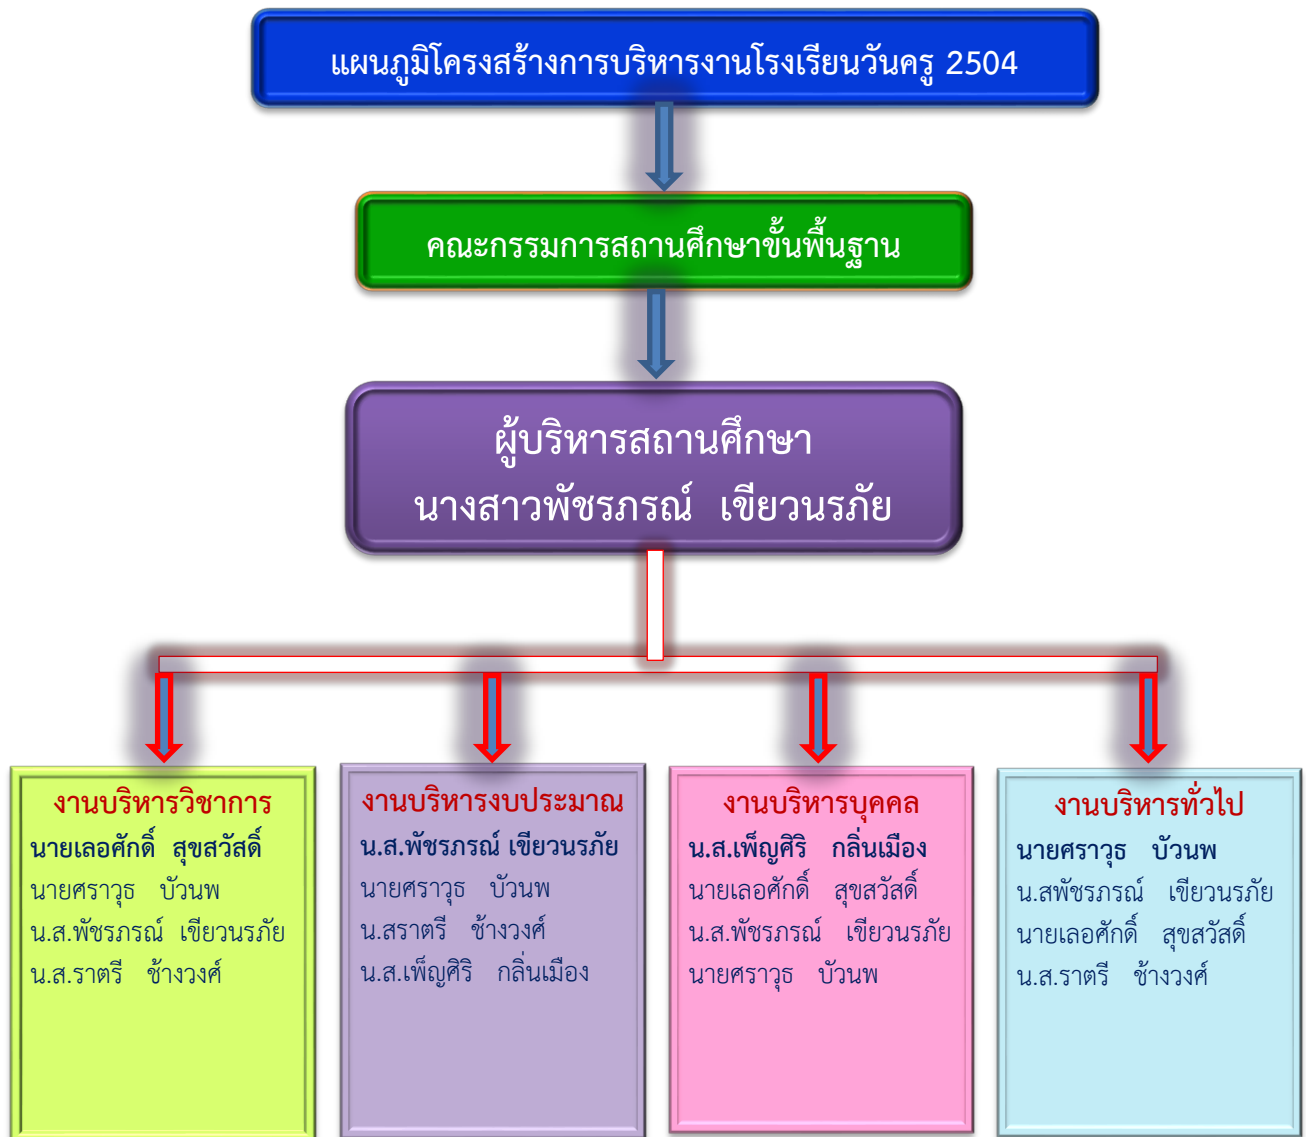 แผนภูมิโครงสร้างการบริหารงานโรงเรียนวันครู 2504
คณะกรรมการสถานศึกษาขั้นพื้นฐาน
ผู้บริหารสถานศึกษา
นางสาวพัชรภรณ์ เขียวนรภัย
งานบริหารวิชาการ
นายเลอศักดิ์ สุขสวัสดิ์
นายศราวุธ บัวนพ
น.ส.พัชรภรณ์ เขียวนรภัย
น.ส.ราตรี ช้างวงศ์
งานบริหารงบประมาณ
น.ส.พัชรภรณ์ เขียวนรภัย
นายศราวุธ บัวนพ
น.สราตรี ช้างวงศ์
น.ส.เพ็ญศิริ กลิ่นเมือง
งานบริหารบุคคล
น.ส.เพ็ญศิริ กลิ่นเมือง
นายเลอศักดิ์ สุขสวัสดิ์
น.ส.พัชรภรณ์ เขียวนรภัย
นายศราวุธ บัวนพ
งานบริหารทั่วไป
นายศราวุธ บัวนพ
น.สพัชรภรณ์ เขียวนรภัย
นายเลอศักดิ์ สุขสวัสดิ์
น.ส.ราตรี ช้างวงศ์